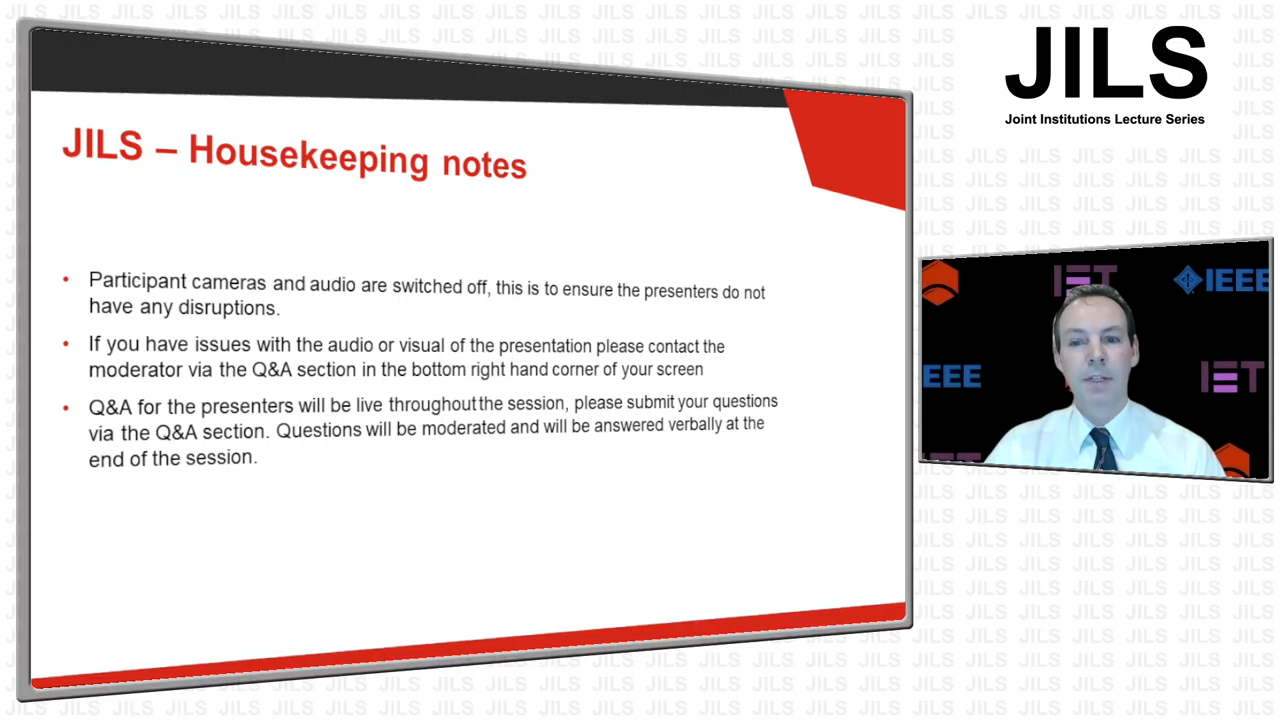 JILS – Housekeeping notes
• Participant cameras and audio are switched off, this is to ensure the presenters do not
have any disruptions.
• If you have issues with the audio or visual of the presentation please contact the
moderator via the Q&A section in the bottom right hand corner of your screen
• Q&A for the presenters will be live throughout the session, please submit your questions
via the Q&A section. Questions will be moderated and will be answered verbally at the
end of the session.
JILS
Joint Institutions Lecture Series
IET
IEEE
IEEE
IET